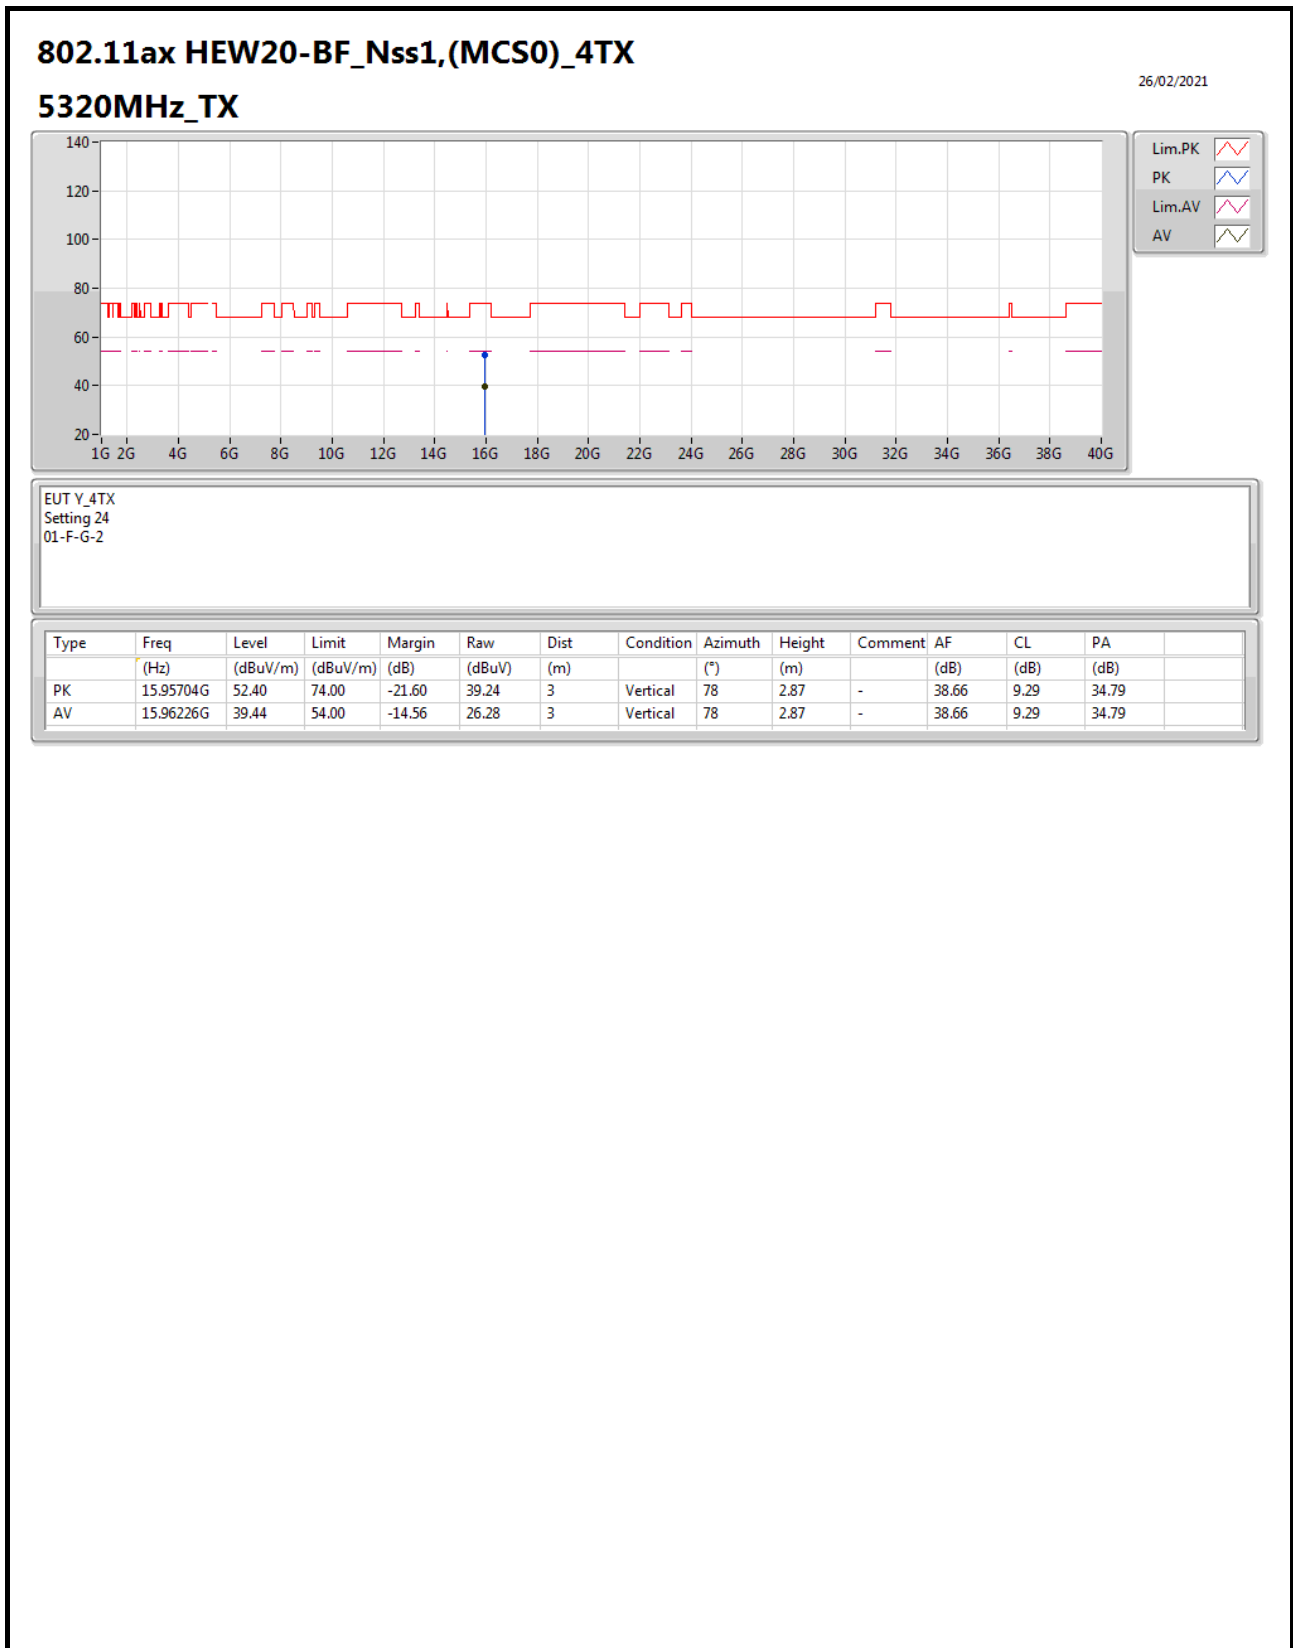 802.11ax HEW20-BF_Nss1,(MCS0)_4TX
26/02/2021
5320MHz_TX
140
120
100
80
60
40
20
1G 2G 4G 6G 8G 10G 12G 14G 16G 18G 20G 22G 24G 26G 28G 30G 32G 34G 36G 38G 40G
Lim.PK
PK
Lim.AV
AV
EUT Y_4TX
Setting 24
01-F-G-2
Type Freq Level Limit Margin Raw Dist Condition Azimuth Height Comment AF CL PA
(Hz) (dBuV/m) (dBuV/m) (dB) (dBuV) (m) (°) (m) (dB) (dB) (dB)
PK 15.95704G 52.40 74.00 -21.60 39.24 3 Vertical 78 2.87 - 38.66 9.29 34.79
AV 15.96226G 39.44 54.00 -14.56 26.28 3 Vertical 78 2.87 - 38.66 9.29 34.79